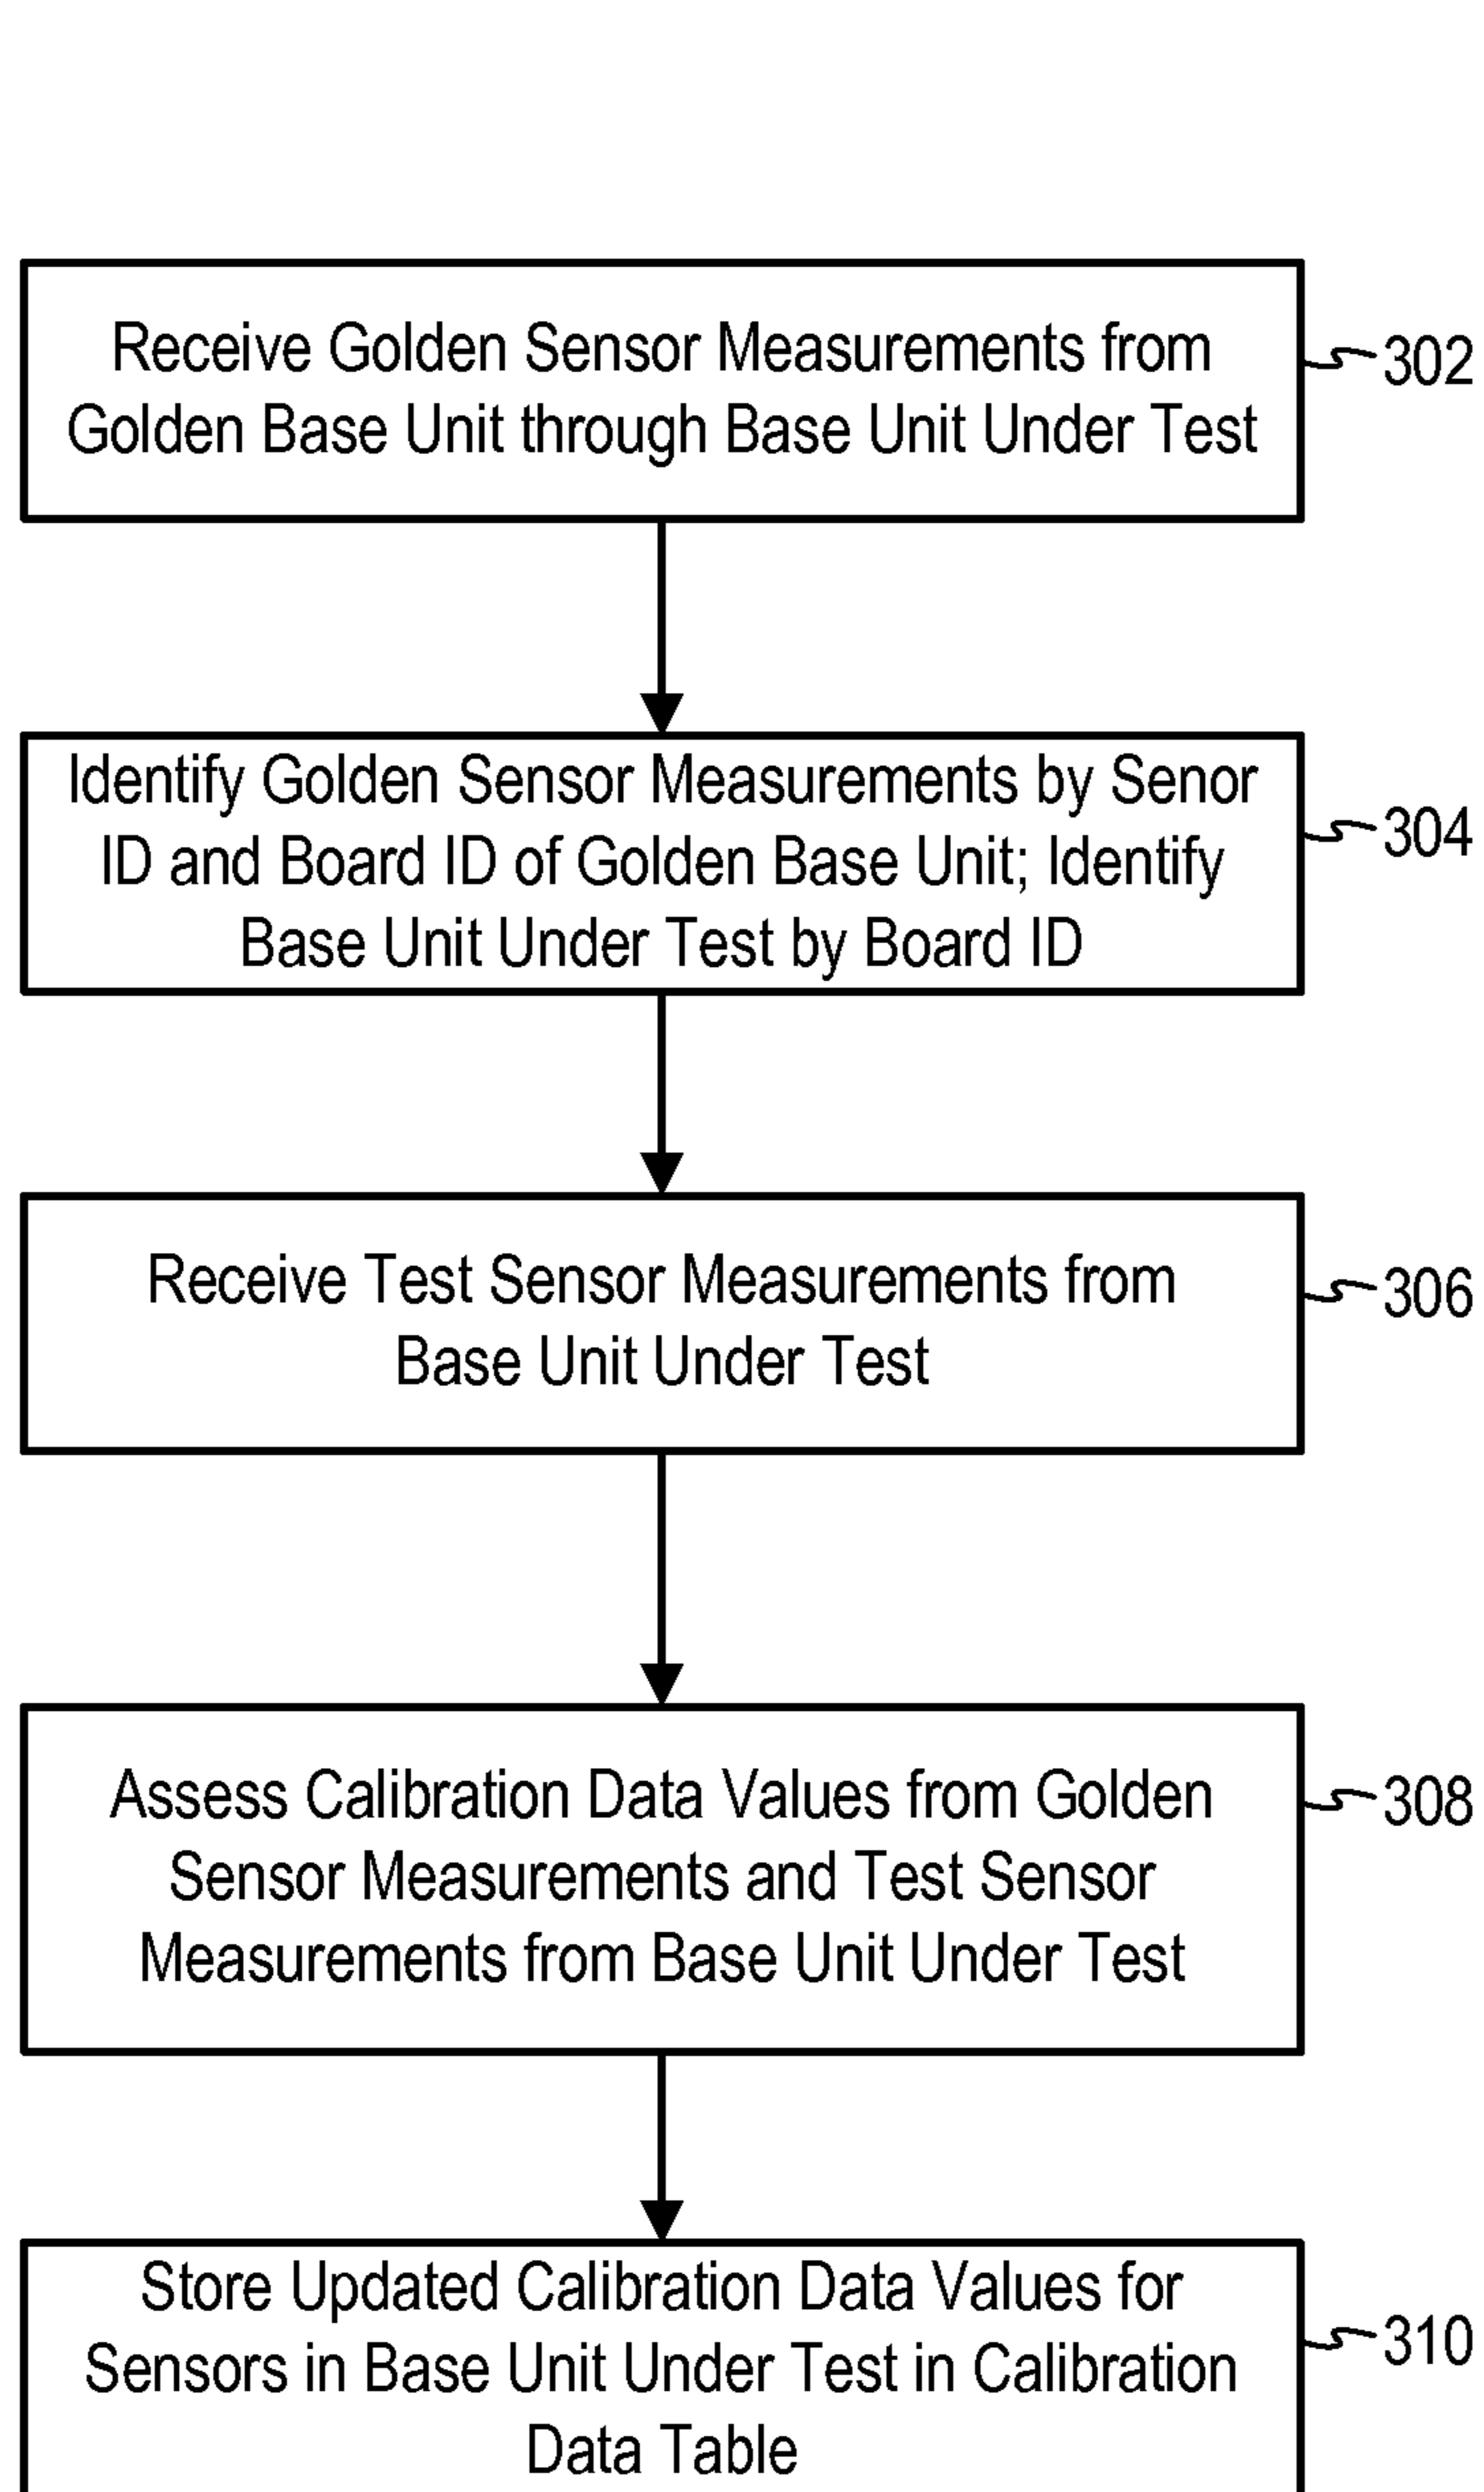 Receive Golden Sensor Measurements from
Golden Base Unit through Base Unit Under Test
302
Identify Golden Sensor Measurements by Senor
ID and Board ID of Golden Base Unit; Identify
Base Unit Under Test by Board ID
304
Receive Test Sensor Measurements from
Base Unit Under Test
306
Assess Calibration Data Values from Golden
Sensor Measurements and Test Sensor
Measurements from Base Unit Under Test
308
Store Updated Calibration Data Values for
Sensors in Base Unit Under Test in Calibration
Data Table
310